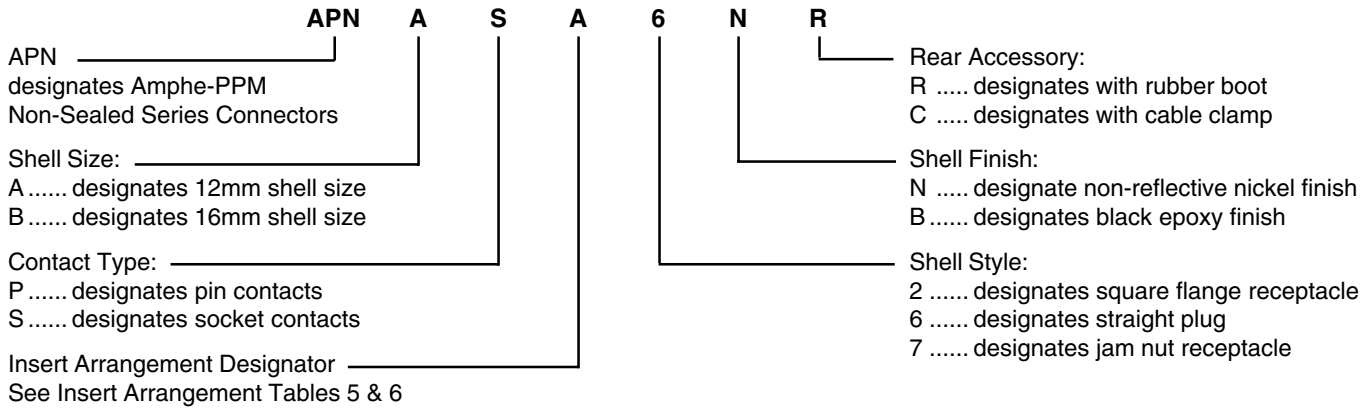 APN A S A 6 N R
APN
designates Amphe-PPM
Non-Sealed Series Connectors
Shell Size:
A ...... designates 12mm shell size
B ...... designates 16mm shell size
Contact Type:
P ...... designates pin contacts
S ...... designates socket contacts
Insert Arrangement Designator
See Insert Arrangement Tables 5 & 6
Rear Accessory:
R ..... designates with rubber boot
C ..... designates with cable clamp
Shell Finish:
N ..... designate non-reflective nickel finish
B ..... designates black epoxy finish
Shell Style:
2 ...... designates square flange receptacle
6 ...... designates straight plug
7 ...... designates jam nut receptacle